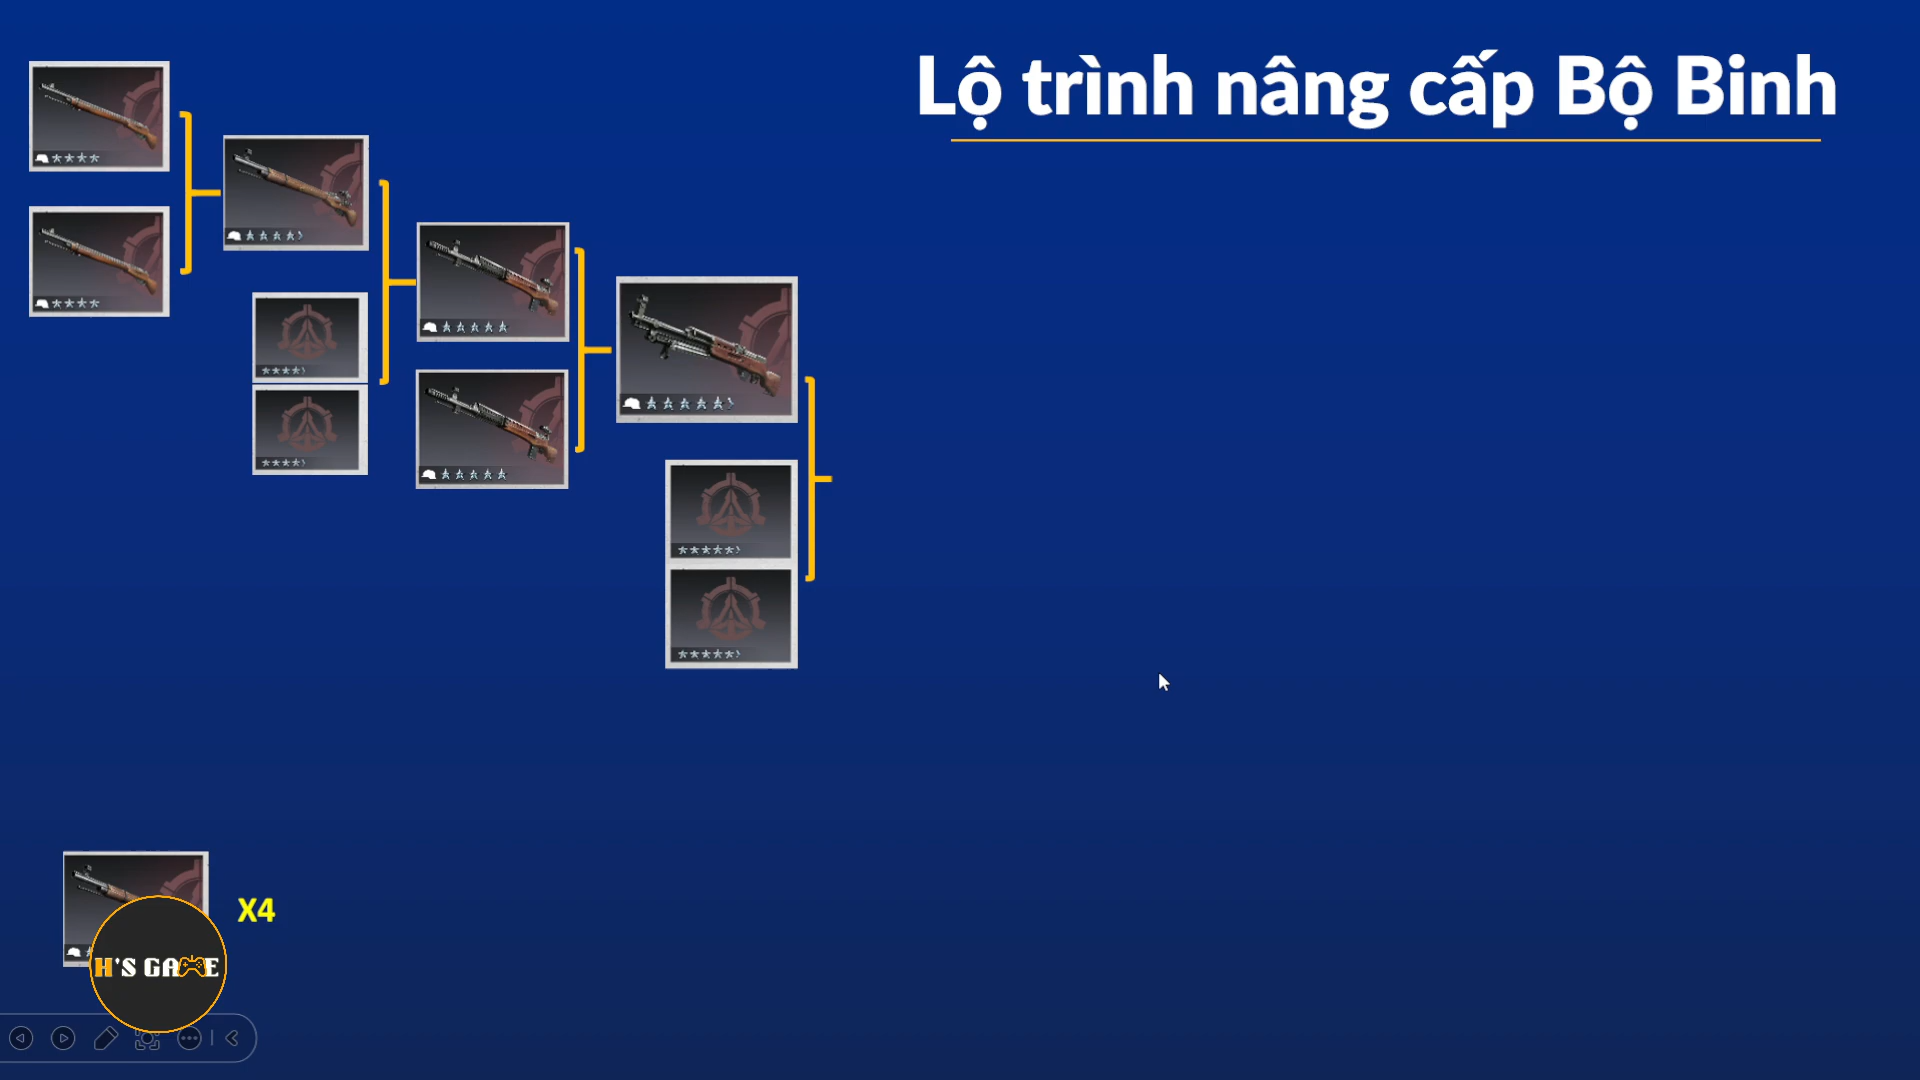 Lộ trình nâng cấp Bộ Binh
X4
H'S GAME